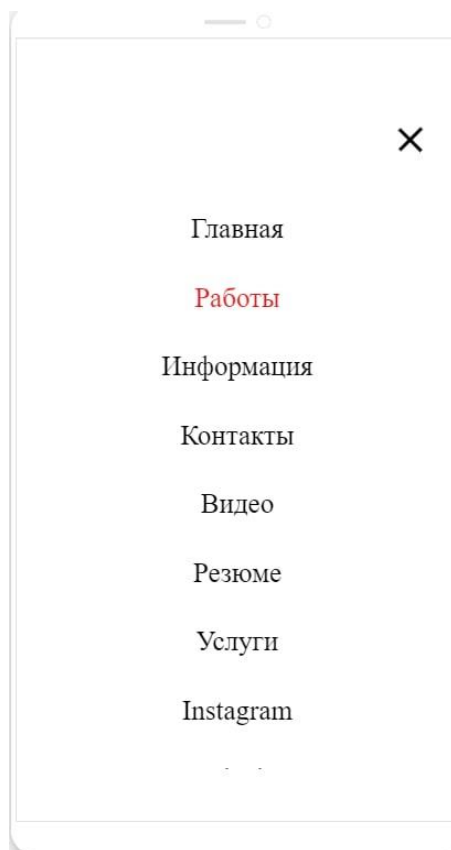 Главная
Работы
Информация
Контакты
Видео
Резюме
Услуги
Instagram